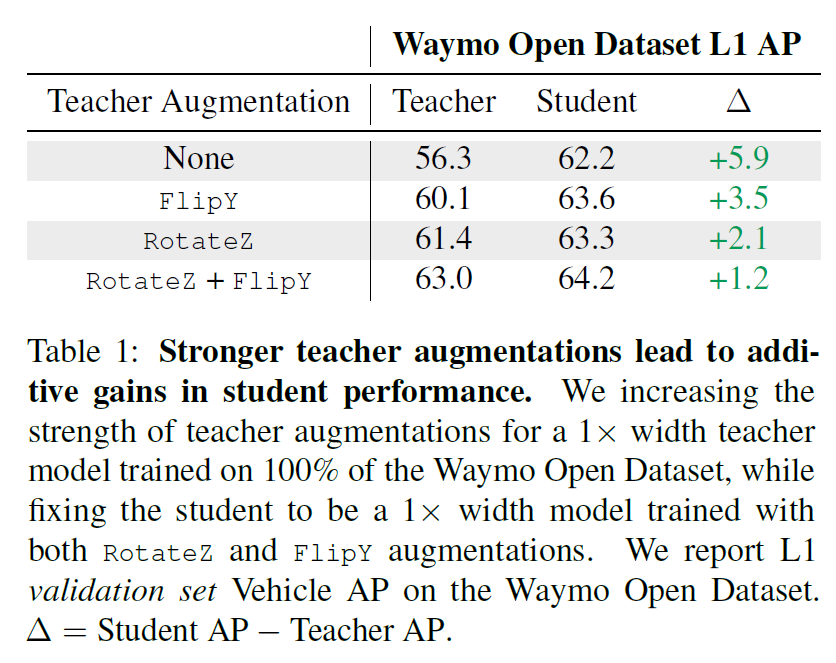 Waymo Open Dataset L1 AP
Teacher Augmentation Teacher Student Δ
None 56.3 62.2 +5.9
FlipY 60.1 63.6 +3.5
RotateZ 61.4 63.3 +2.1
RotateZ + FlipY 63.0 64.2 +1.2
Table 1: Stronger teacher augmentations lead to addi-
tive gains in student performance. We increasing the
strength of teacher augmentations for a 1× width teacher
model trained on 100% of the Waymo Open Dataset, while
fixing the student to be a 1× width model trained with
both RotateZ and FlipY augmentations. We report L1
validation set Vehicle AP on the Waymo Open Dataset.
Δ = Student AP − Teacher AP.